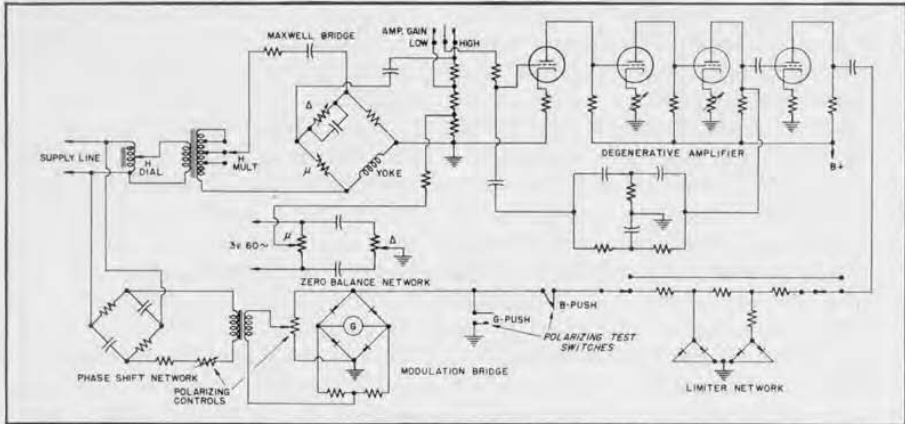 AMP. GAIN
LOW
HIGH
MAXWELL BRIDGE
Δ
μ
YOKE
SUPPLY LINE
H
DIAL
H
MULT
DEGENERATIVE AMPLIFIER
B+
3v 60~
μ
Δ
ZERO BALANCE NETWORK
G
B-PUSH
G-PUSH
POLARIZING TEST
SWITCHES
PHASE SHIFT NETWORK
POLARIZING
CONTROLS
MODULATION BRIDGE
LIMITER NETWORK